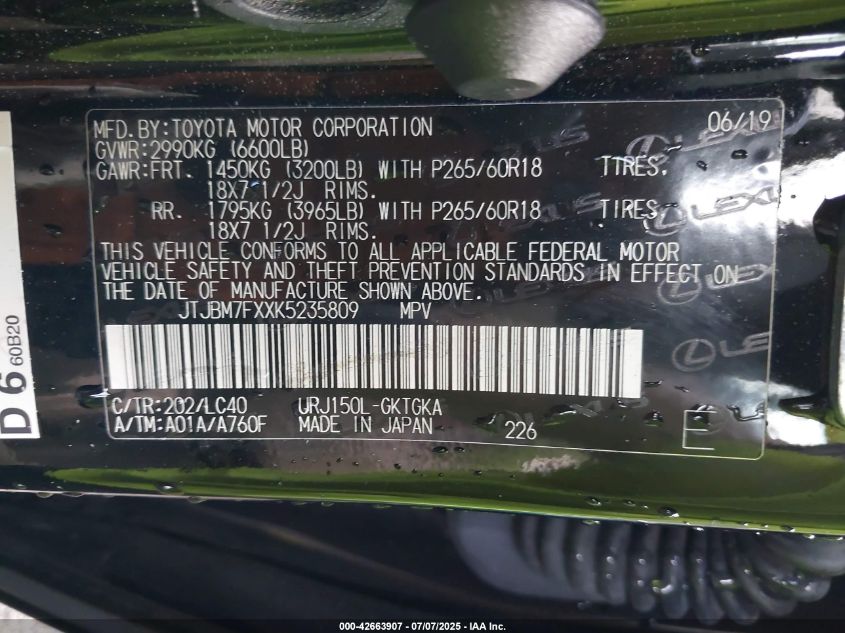 MFD.BY:TOYOTA MOTOR CORPORATION 06/19
GVWR:2990KG (6600LB)
GAWR:FRT. 1450KG (3200LB) WITH P265/60R18 TIRES.
18X7 1/2J RIMS.
RR. 1795KG (3965LB) WITH P265/60R18 TIRES.
18X7 1/2J RIMS.
THIS VEHICLE CONFORMS TO ALL APPLICABLE FEDERAL MOTOR
VEHICLE SAFETY AND THEFT PREVENTION STANDARDS IN EFFECT ON
THE DATE OF MANUFACTURE SHOWN ABOVE.
JTJBM7FXXK5235809 MPV
C/TR:202/LC40 URJ150L-GKTGKA
A/TM:A01A/A760F MADE IN JAPAN 226
D 6 60B20
000-42663907 - 07/07/2025 - IAA Inc.